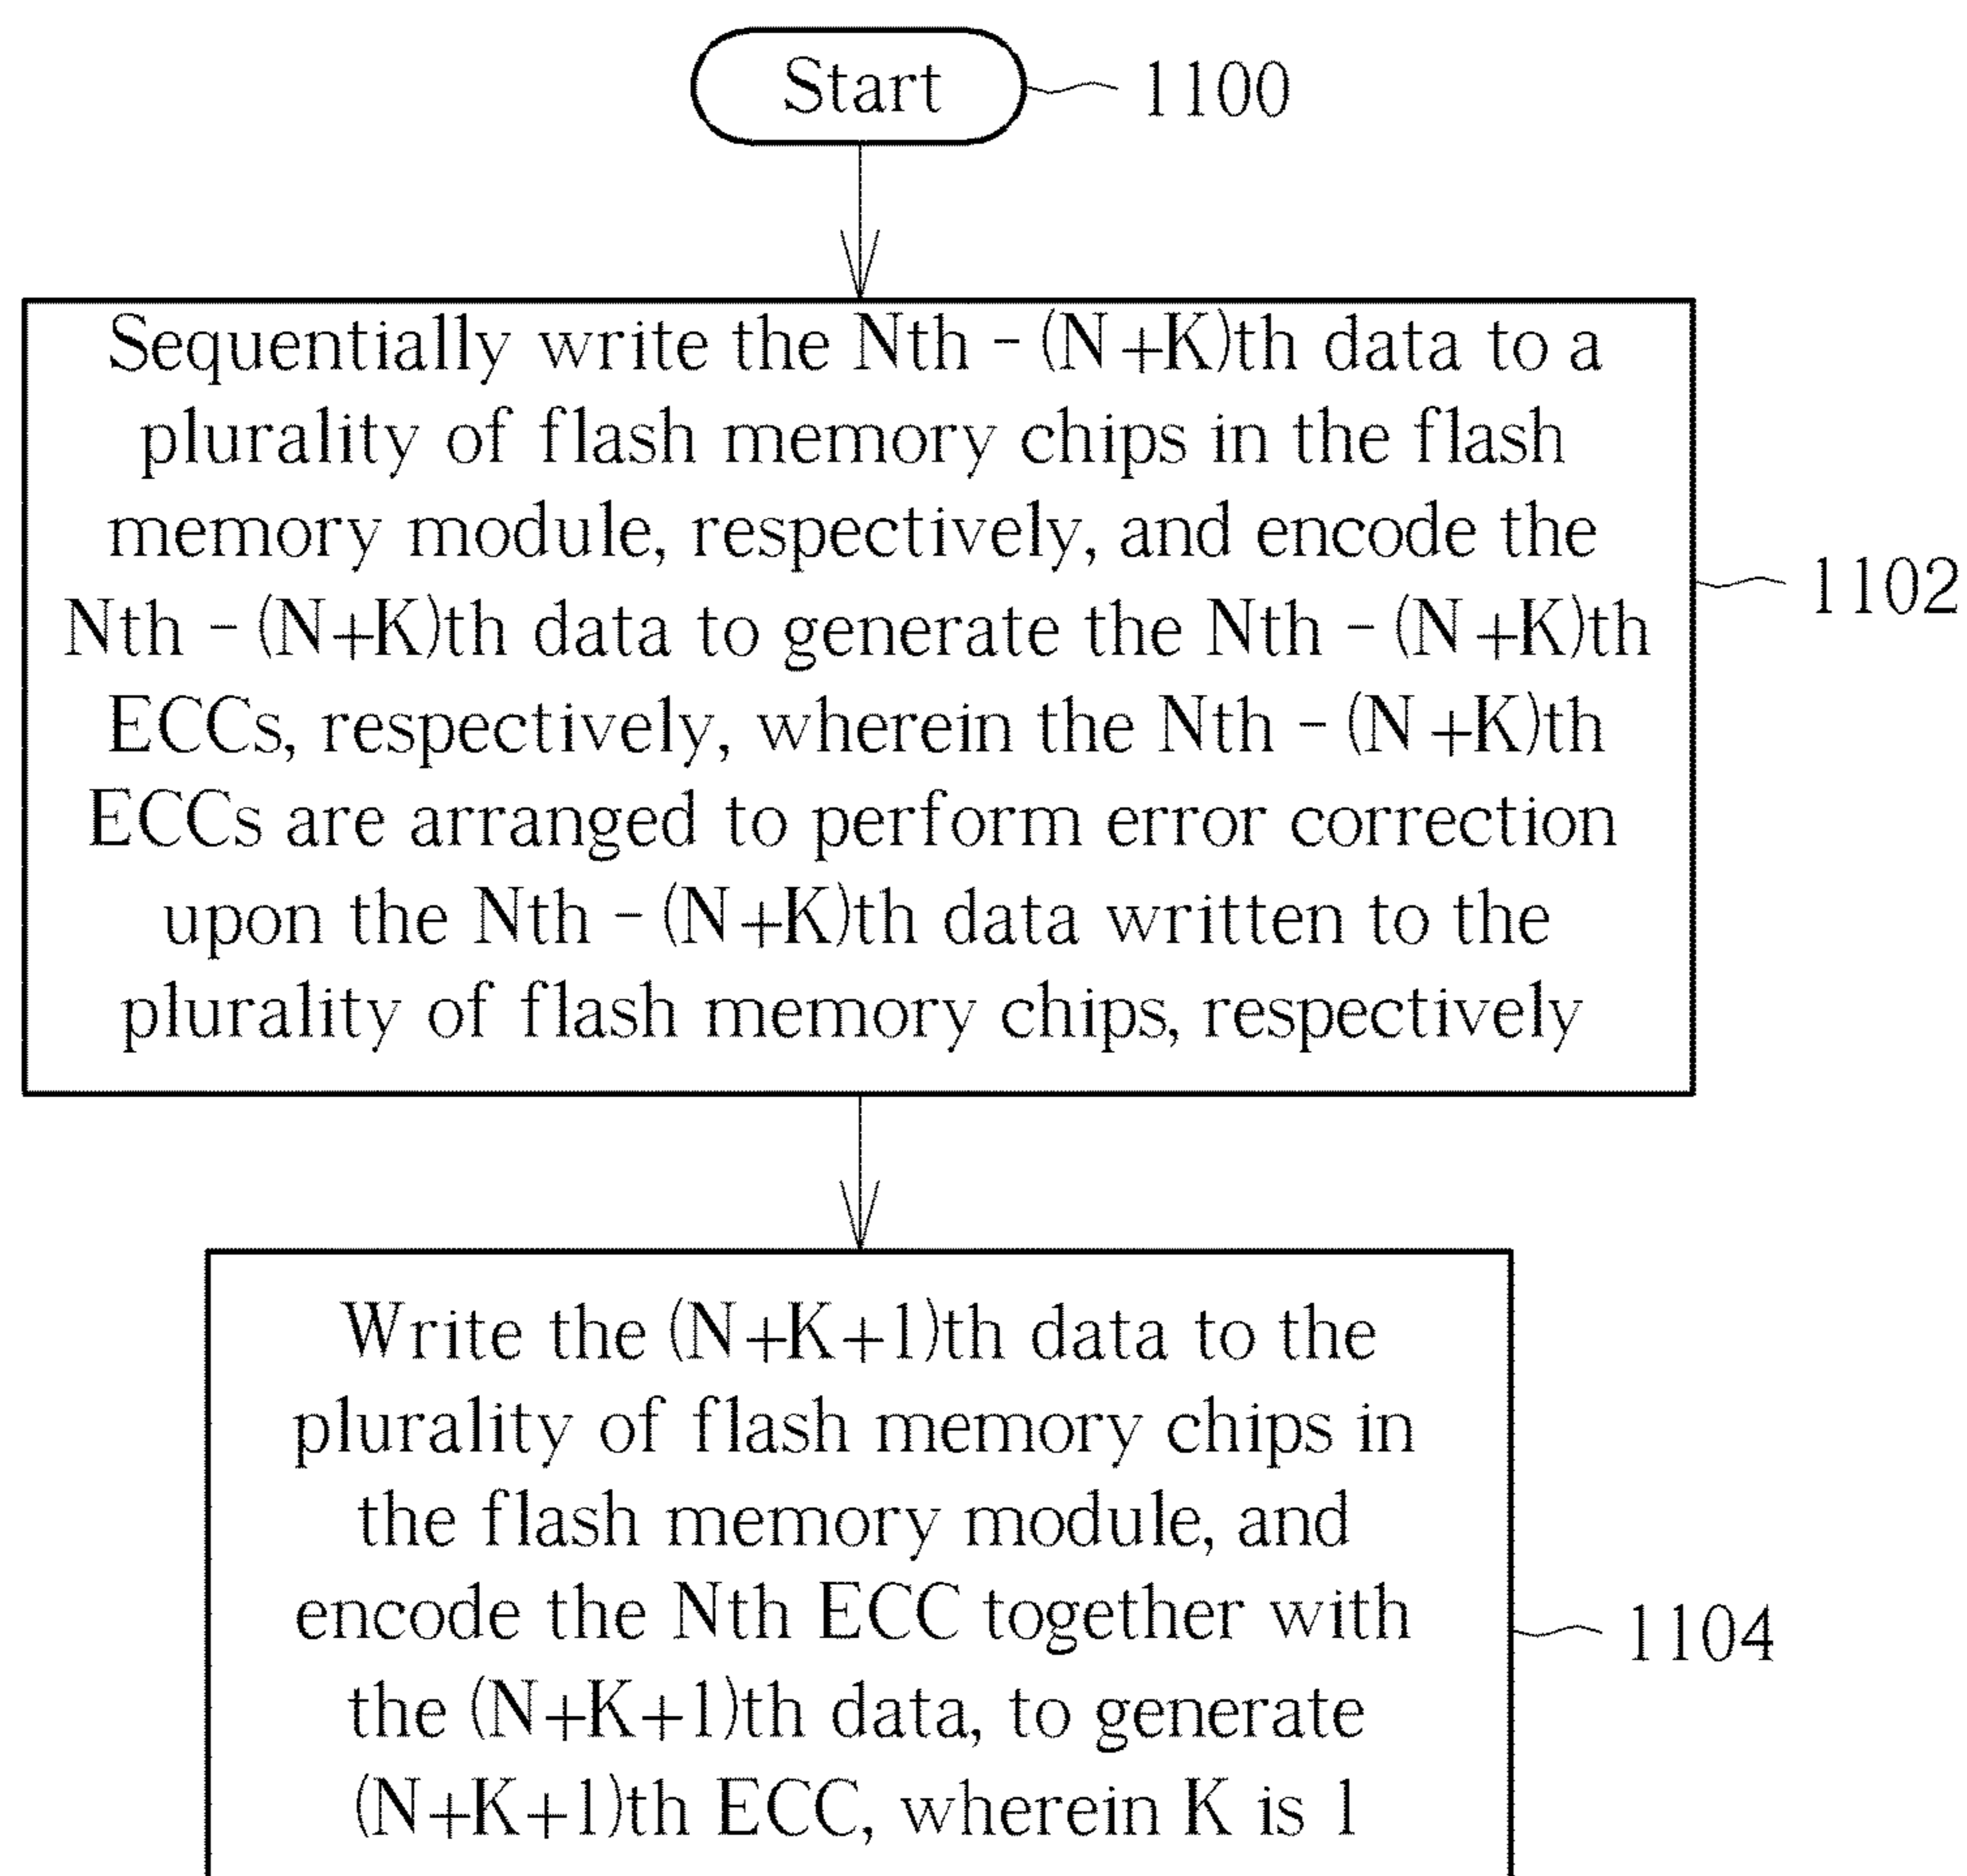 Start
1100
Sequentially write the Nth - (N+K)th data to a
plurality of flash memory chips in the flash
memory module, respectively, and encode the
Nth - (N+K)th data to generate the Nth - (N+K)th
ECCs, respectively, wherein the Nth - (N+K)th
ECCs are arranged to perform error correction
upon the Nth - (N+K)th data written to the
plurality of flash memory chips, respectively
1102
Write the (N+K+1)th data to the
plurality of flash memory chips in
the flash memory module, and
encode the Nth ECC together with
the (N+K+1)th data, to generate
(N+K+1)th ECC, wherein K is 1
1104